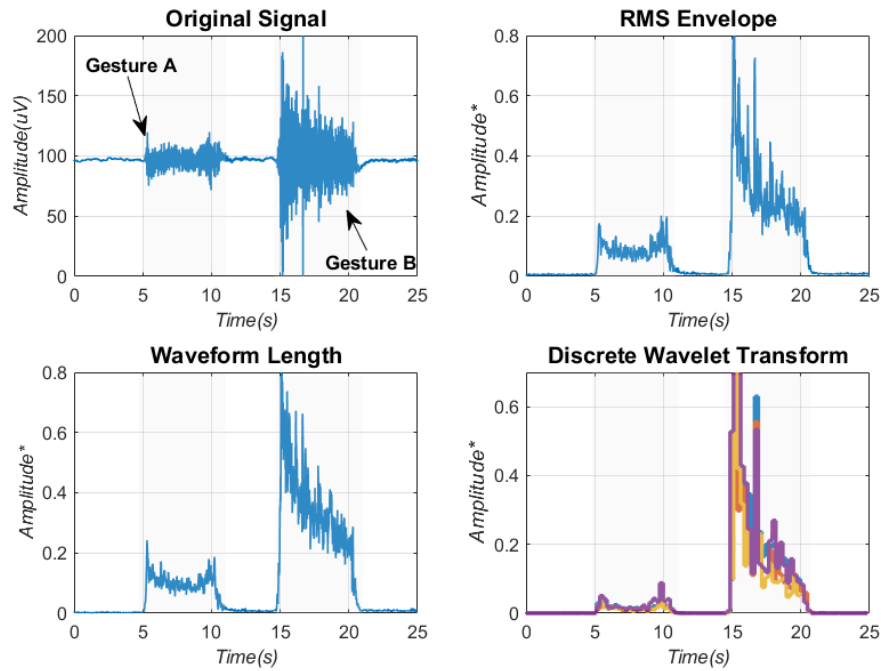 Original Signal
200
150
100
50
0
Amplitude(uV)
Gesture A
Gesture B
0 5 10 15 20 25
Time(s)
RMS Envelope
0.8
0.6
0.4
0.2
0
Amplitude*
0 5 10 15 20 25
Time(s)
Waveform Length
0.8
0.6
0.4
0.2
0
Amplitude*
0 5 10 15 20 25
Time(s)
Discrete Wavelet Transform
0.6
0.4
0.2
0
Amplitude*
0 5 10 15 20 25
Time(s)